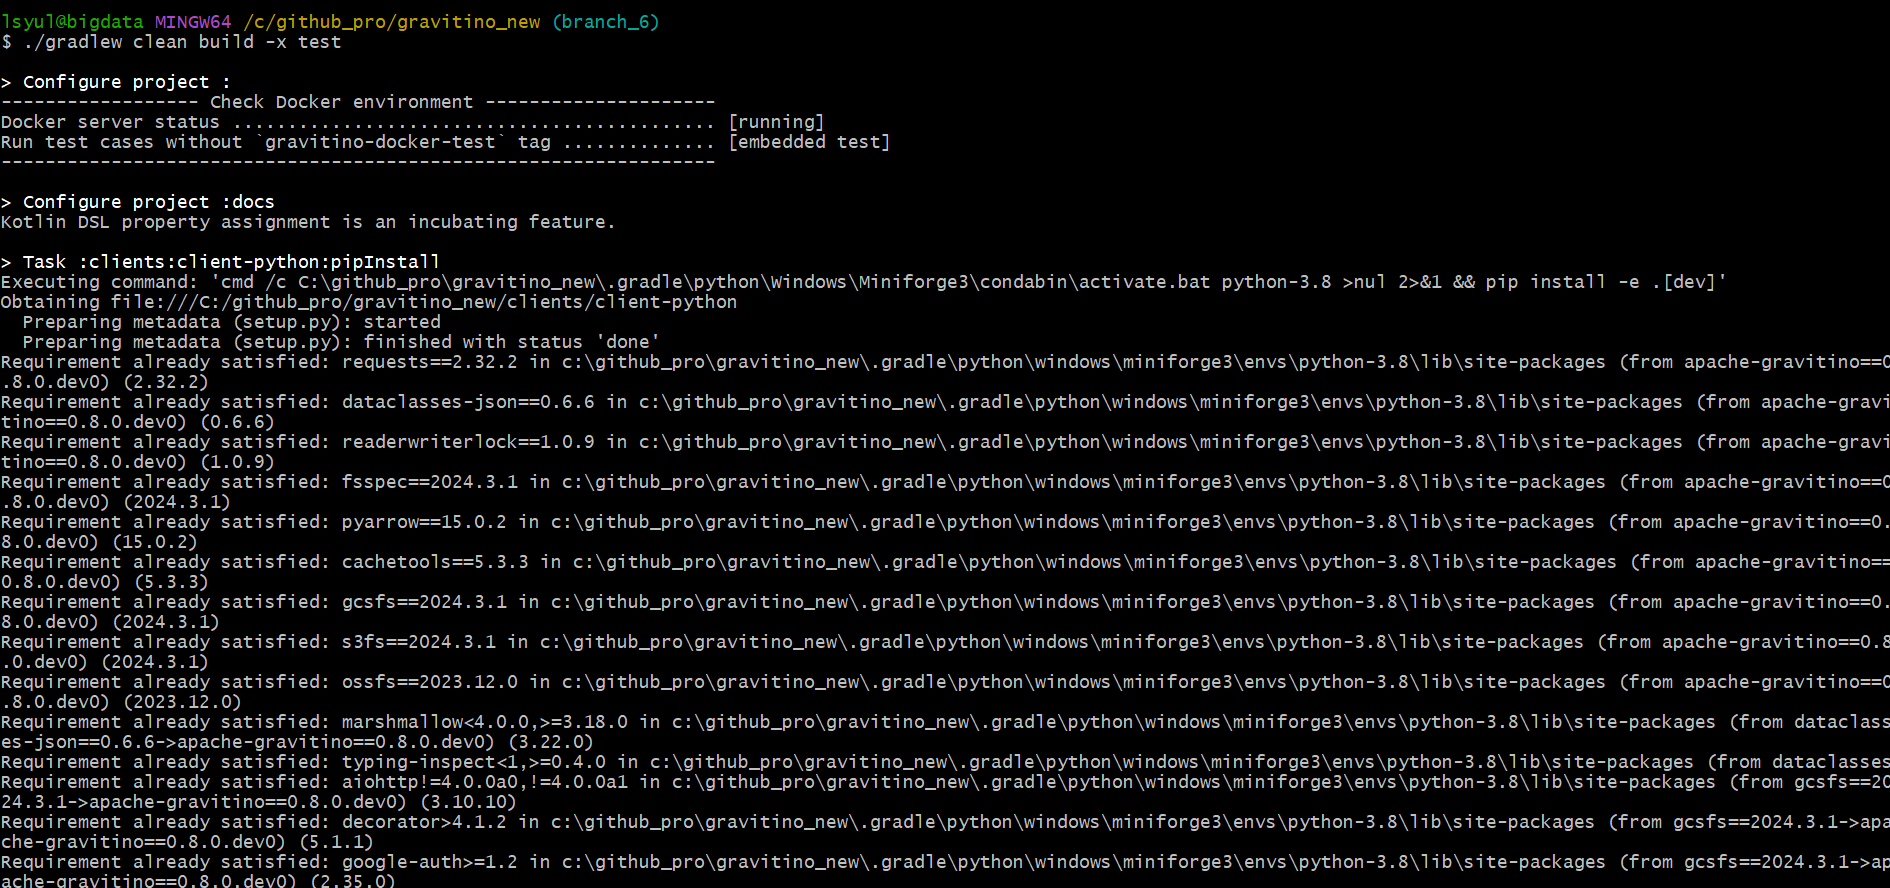 lsyul@bigdata MINGW64 /c/github_pro/gravitino_new (branch_6)
$ ./gradlew clean build -x test
> Configure project :
------------------ Check Docker environment ---------------------
Docker server status ............................................ [running]
Run test cases without `gravitino-docker-test` tag .............. [embedded test]
-----------------------------------------------------------------
> Configure project :docs
Kotlin DSL property assignment is an incubating feature.
> Task :clients:client-python:pipInstall
Executing command: 'cmd /c C:\github_pro\gravitino_new\.gradle\python\Windows\Miniforge3\condabin\activate.bat python-3.8 >nul 2>&1 && pip install -e .[dev]'
Obtaining file:///C:/github_pro/gravitino_new/clients/client-python
  Preparing metadata (setup.py): started
  Preparing metadata (setup.py): finished with status 'done'
Requirement already satisfied: requests==2.32.2 in c:\github_pro\gravitino_new\.gradle\python\windows\miniforge3\envs\python-3.8\lib\site-packages (from apache-gravitino==0
.8.0.dev0) (2.32.2)
Requirement already satisfied: dataclasses-json==0.6.6 in c:\github_pro\gravitino_new\.gradle\python\windows\miniforge3\envs\python-3.8\lib\site-packages (from apache-gravi
tino==0.8.0.dev0) (0.6.6)
Requirement already satisfied: readerwriterlock==1.0.9 in c:\github_pro\gravitino_new\.gradle\python\windows\miniforge3\envs\python-3.8\lib\site-packages (from apache-gravi
tino==0.8.0.dev0) (1.0.9)
Requirement already satisfied: fsspec==2024.3.1 in c:\github_pro\gravitino_new\.gradle\python\windows\miniforge3\envs\python-3.8\lib\site-packages (from apache-gravitino==0
.8.0.dev0) (2024.3.1)
Requirement already satisfied: pyarrow==15.0.2 in c:\github_pro\gravitino_new\.gradle\python\windows\miniforge3\envs\python-3.8\lib\site-packages (from apache-gravitino==0.
8.0.dev0) (15.0.2)
Requirement already satisfied: cachetools==5.3.3 in c:\github_pro\gravitino_new\.gradle\python\windows\miniforge3\envs\python-3.8\lib\site-packages (from apache-gravitino==
0.8.0.dev0) (5.3.3)
Requirement already satisfied: gcsfs==2024.3.1 in c:\github_pro\gravitino_new\.gradle\python\windows\miniforge3\envs\python-3.8\lib\site-packages (from apache-gravitino==0.
8.0.dev0) (2024.3.1)
Requirement already satisfied: s3fs==2024.3.1 in c:\github_pro\gravitino_new\.gradle\python\windows\miniforge3\envs\python-3.8\lib\site-packages (from apache-gravitino==0.8
.0.dev0) (2024.3.1)
Requirement already satisfied: ossfs==2023.12.0 in c:\github_pro\gravitino_new\.gradle\python\windows\miniforge3\envs\python-3.8\lib\site-packages (from apache-gravitino==0
.8.0.dev0) (2023.12.0)
Requirement already satisfied: marshmallow<4.0.0,>=3.18.0 in c:\github_pro\gravitino_new\.gradle\python\windows\miniforge3\envs\python-3.8\lib\site-packages (from dataclass
es-json==0.6.6->apache-gravitino==0.8.0.dev0) (3.22.0)
Requirement already satisfied: typing-inspect<1,>=0.4.0 in c:\github_pro\gravitino_new\.gradle\python\windows\miniforge3\envs\python-3.8\lib\site-packages (from dataclasses
Requirement already satisfied: aiohttp!=4.0.0a0,!=4.0.0a1 in c:\github_pro\gravitino_new\.gradle\python\windows\miniforge3\envs\python-3.8\lib\site-packages (from gcsfs==20
24.3.1->apache-gravitino==0.8.0.dev0) (3.10.10)
Requirement already satisfied: decorator>4.1.2 in c:\github_pro\gravitino_new\.gradle\python\windows\miniforge3\envs\python-3.8\lib\site-packages (from gcsfs==2024.3.1->apa
che-gravitino==0.8.0.dev0) (5.1.1)
Requirement already satisfied: google-auth>=1.2 in c:\github_pro\gravitino_new\.gradle\python\windows\miniforge3\envs\python-3.8\lib\site-packages (from gcsfs==2024.3.1->ap
ache-gravitino==0.8.0.dev0) (2.35.0)